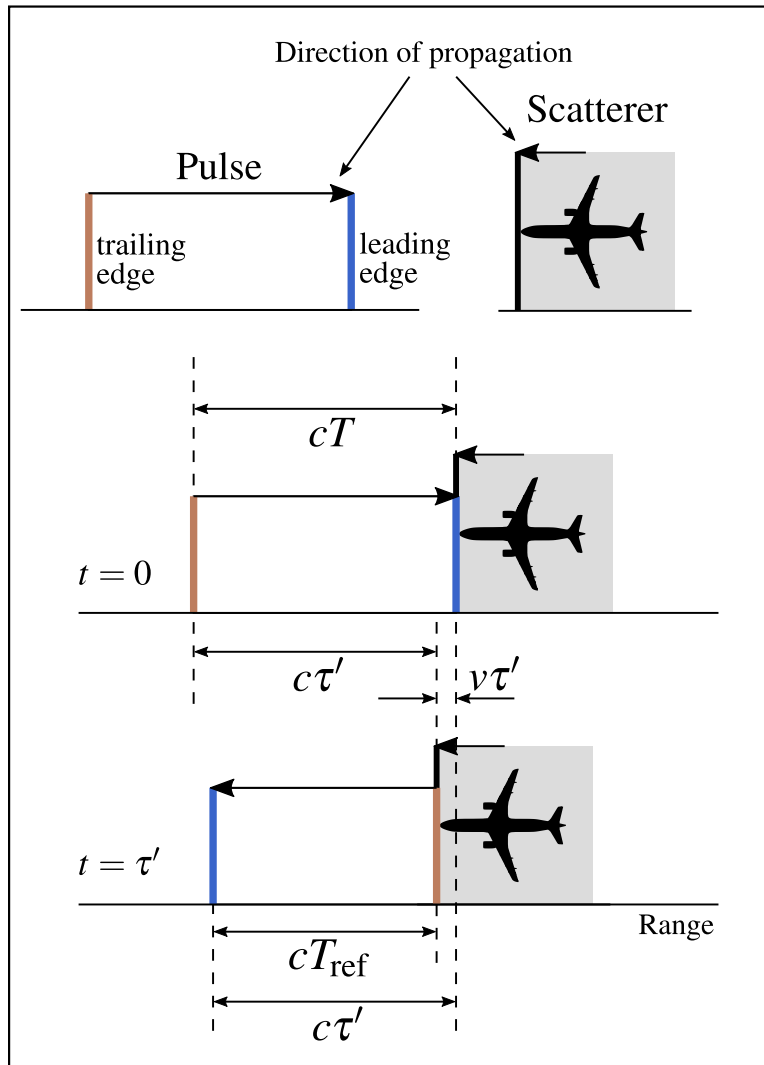 Direction of propagation
Scatterer
Pulse
trailing
edge
leading
edge
cT
t = 0
cτ′
vτ′
t = τ′
Range
cT_ref
cτ′